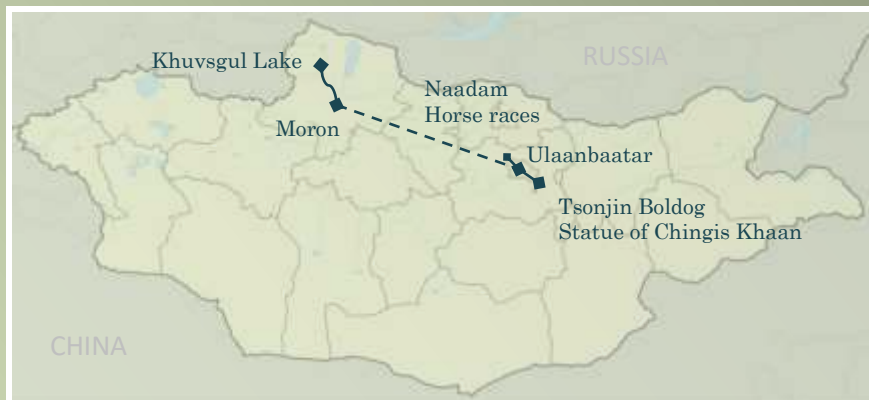 Khuvsgul Lake
RUSSIA
Naadam
Horse races
Moron
Ulaanbaatar
Tsonjin Boldog
Statue of Chingis Khaan
CHINA